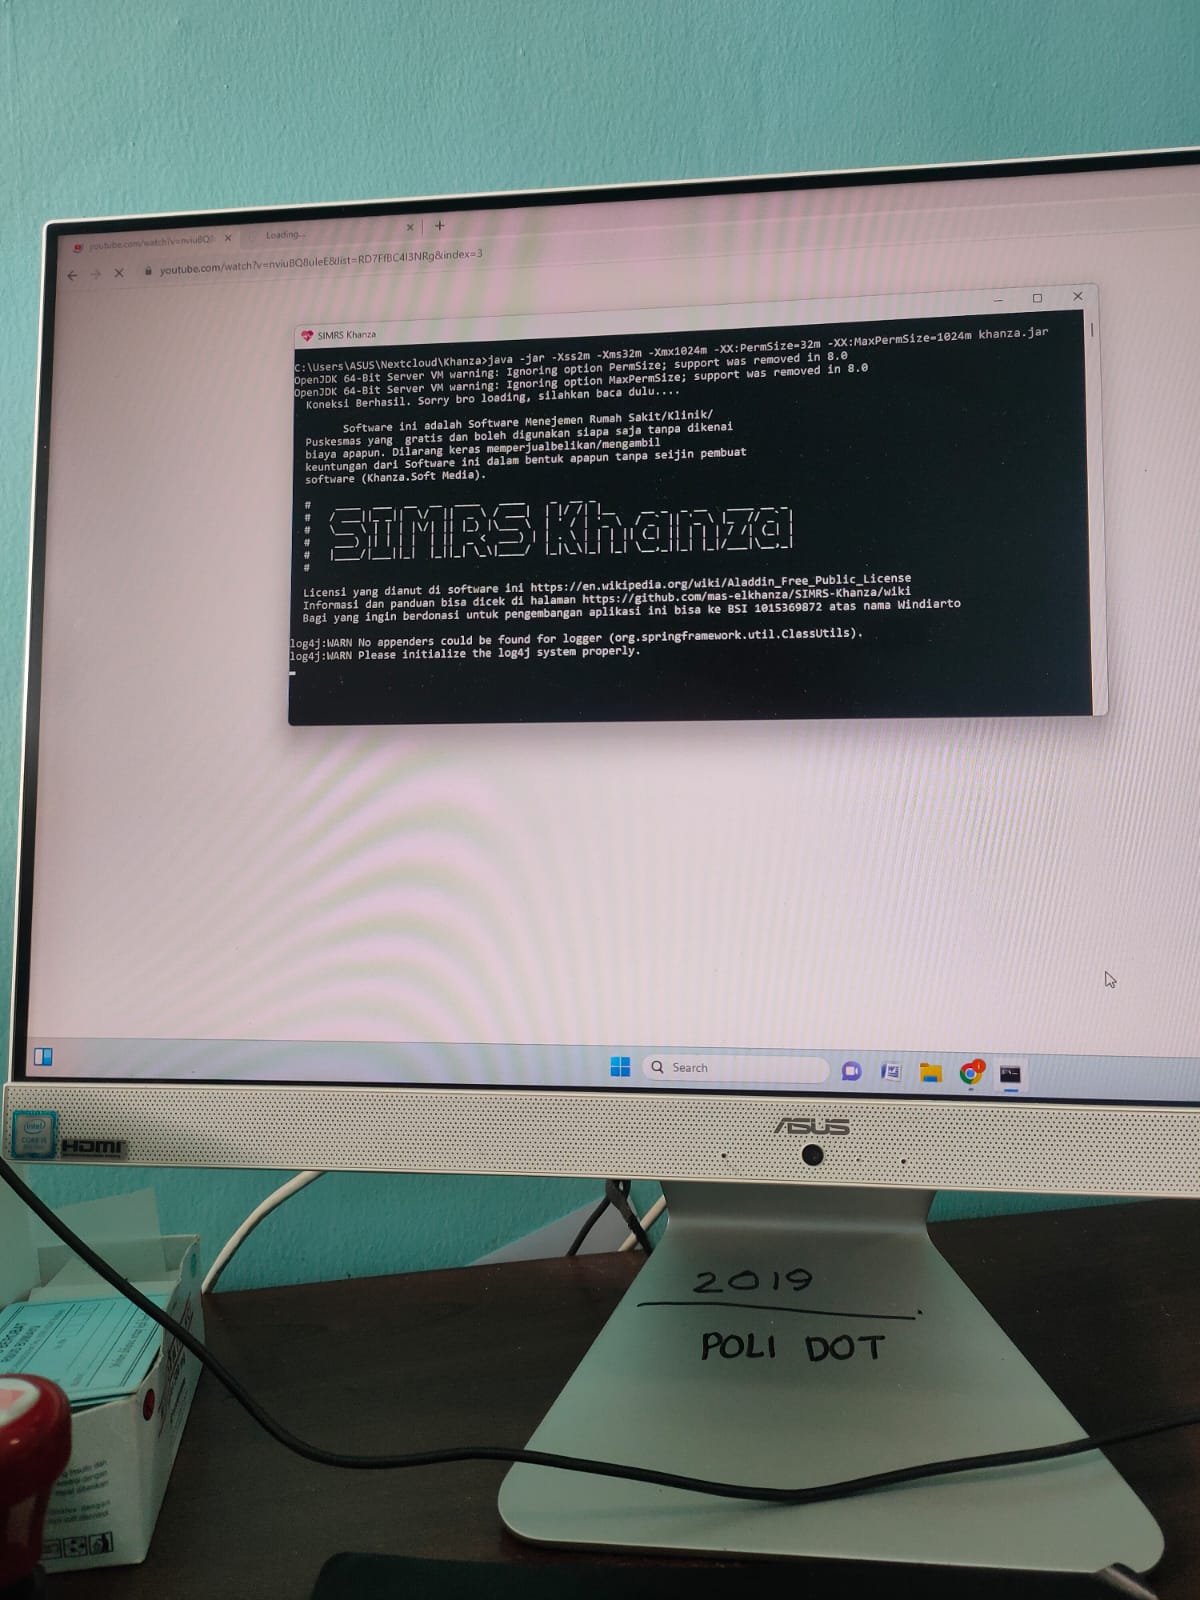 youtube.com/watch?v=nviu8Q8
Loading...
youtube.com/watch?v=nviu8Q8uleE&list=RD7FfBC4I3NRg&index=3
SIMRS Khanza
C:\Users\ASUS\Nextcloud\Khanza>java -jar -Xss2m -Xms32m -Xmx1024m -XX:PermSize=32m -XX:MaxPermSize=1024m khanza.jar
OpenJDK 64-Bit Server VM warning: Ignoring option PermSize; support was removed in 8.0
OpenJDK 64-Bit Server VM warning: Ignoring option MaxPermSize; support was removed in 8.0
Koneksi Berhasil. Sorry bro loading, silahkan baca dulu....
Software ini adalah Software Menejemen Rumah Sakit/Klinik/
Puskesmas yang gratis dan boleh digunakan siapa saja tanpa dikenai
biaya apapun. Dilarang keras memperjualbelikan/mengambil
keuntungan dari Software ini dalam bentuk apapun tanpa seijin pembuat
software (Khanza.Soft Media).
#
#
#
#
#
#
SIMRS Khanza
Licensi yang dianut di software ini https://en.wikipedia.org/wiki/Aladdin_Free_Public_License
Informasi dan panduan bisa dicek di halaman https://github.com/mas-elkhanza/SIMRS-Khanza/wiki
Bagi yang ingin berdonasi untuk pengembangan aplikasi ini bisa ke BSI 1015369872 atas nama Windiarto
log4j:WARN No appenders could be found for logger (org.springframework.util.ClassUtils).
log4j:WARN Please initialize the log4j system properly.
Search
intel
CORE i5
HDMI
ASUS
2019
POLI DOT